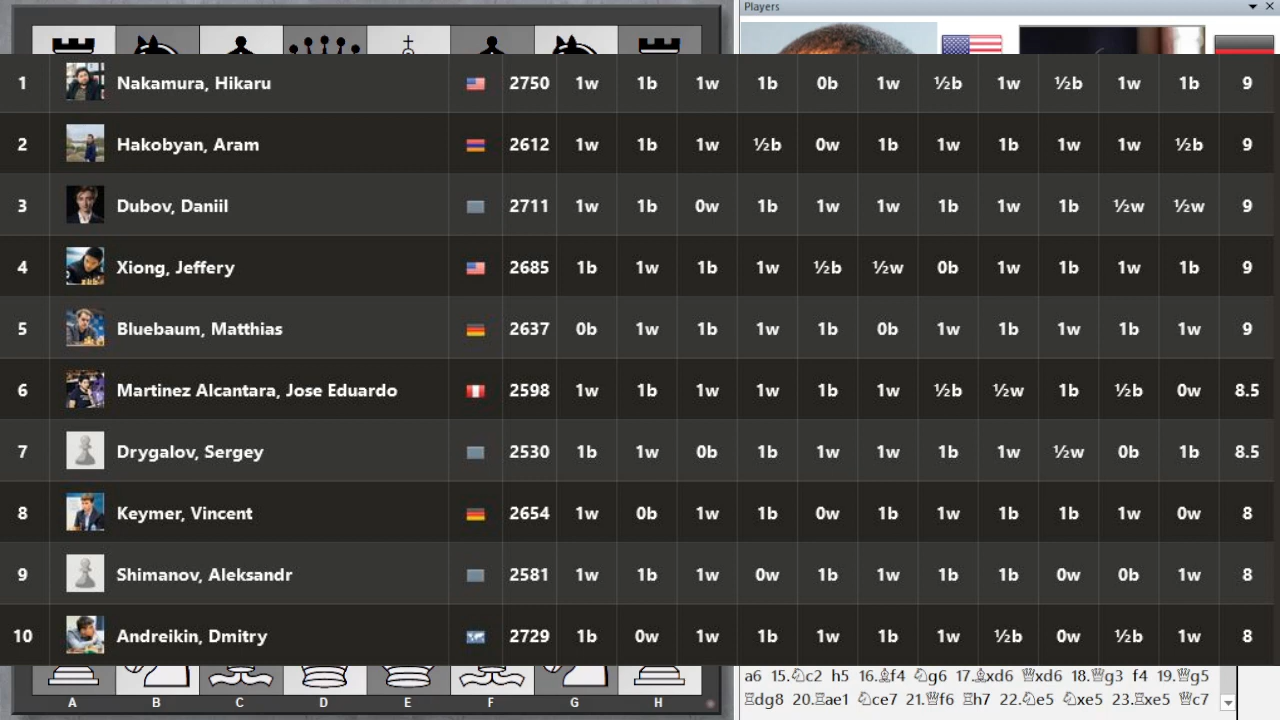 Players
1 Nakamura, Hikaru 2750 1w 1b 1w 1b 0b 1w ½b 1w ½b 1w 1b 9
2 Hakobyan, Aram 2612 1w 1b 1w ½b 0w 1b 1w 1b 1w 1w ½b 9
3 Dubov, Daniil 2711 1w 1b 0w 1b 1w 1w 1b 1w 1b ½w ½w 9
4 Xiong, Jeffery 2685 1b 1w 1b 1w ½b ½w 0b 1w 1b 1w 1b 9
5 Bluebaum, Matthias 2637 0b 1w 1b 1w 1b 0b 1w 1b 1w 1b 1w 9
6 Martinez Alcantara, Jose Eduardo 2598 1w 1b 1w 1w 1b 1w ½b ½w 1b ½b 0w 8.5
7 Drygalov, Sergey 2530 1b 1w 0b 1b 1w 1w 1b 1w ½w 0b 1b 8.5
8 Keymer, Vincent 2654 1w 0b 1w 1b 0w 1b 1w 1b 1b 1w 0w 8
9 Shimanov, Aleksandr 2581 1w 1b 1w 0w 1b 1w 1b 1b 0w 0b 1w 8
10 Andreikin, Dmitry 2729 1b 0w 1w 1b 1w 1b 1w ½b 0w ½b 1w 8
a6 15.♘c2 h5 16.♗f4 ♘g6 17.♗xd6 ♕xd6 18.♕g3 f4 19.♕g5
♖dg8 20.♖ae1 ♘ce7 21.♕f6 ♖h7 22.♘e5 ♘xe5 23.♖xe5 ♕c7
A B C D E F G H